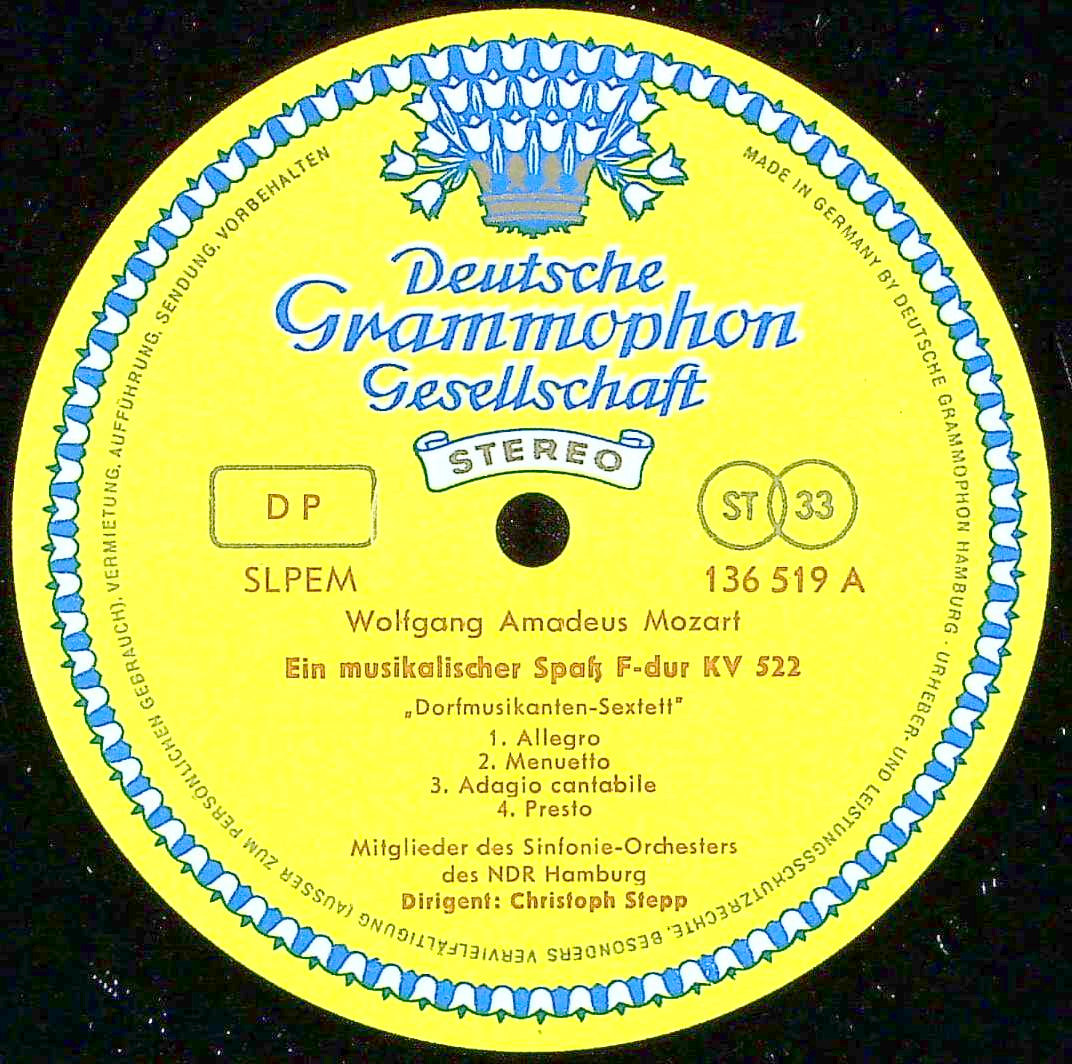 Deutsche
Grammophon
Gesellschaft
STEREO
DP
ST 33
SLPEM
136 519 A
Wolfgang Amadeus Mozart
Ein musikalischer Spaß F-dur KV 522
„Dorfmusikanten-Sextett"
1. Allegro
2. Menuetto
3. Adagio cantabile
4. Presto
Mitglieder des Sinfonie-Orchesters
des NDR Hamburg
Dirigent: Christoph Stepp
MADE IN GERMANY BY DEUTSCHE GRAMMOPHON HAMBURG · URHEBER- UND LEISTUNGSSCHUTZRECHTE, BESONDERS VERVIELFÄLTIGUNG (AUSSER ZUM PERSÖNLICHEN GEBRAUCH), VERMIETUNG, AUFFÜHRUNG, SENDUNG, VORBEHALTEN